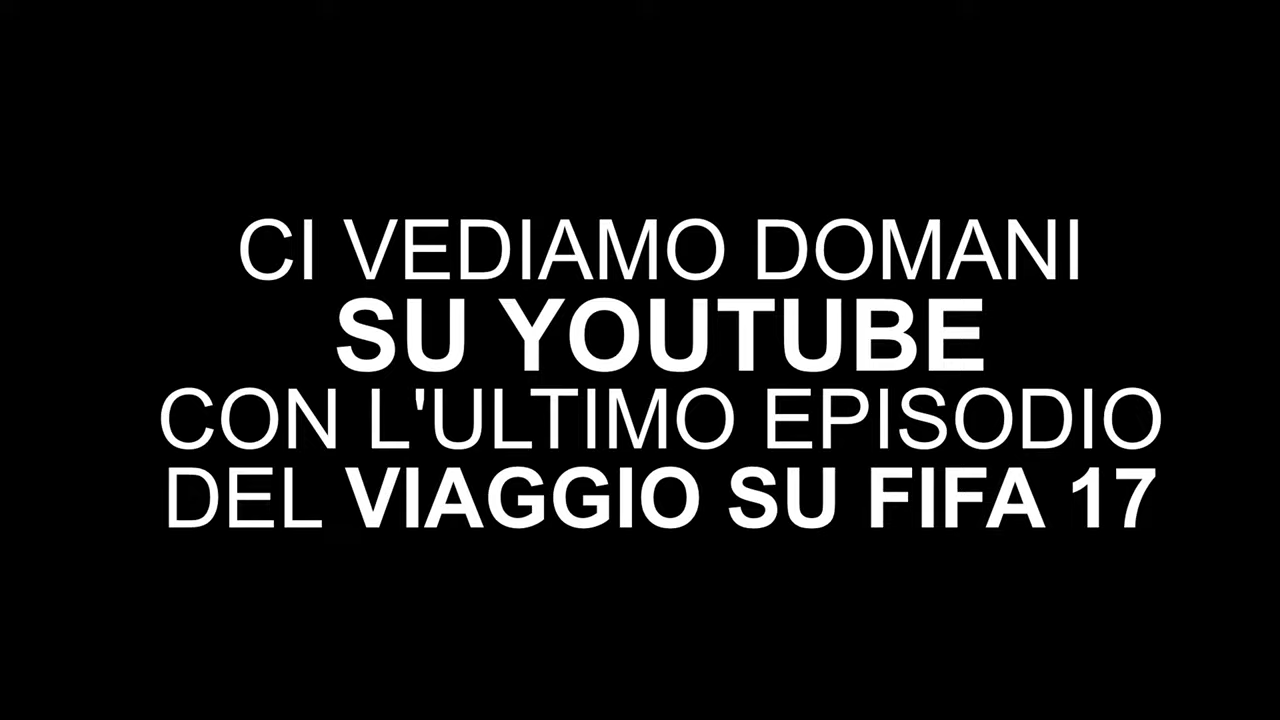 CI VEDIAMO DOMANI
SU YOUTUBE
CON L'ULTIMO EPISODIO
DEL VIAGGIO SU FIFA 17